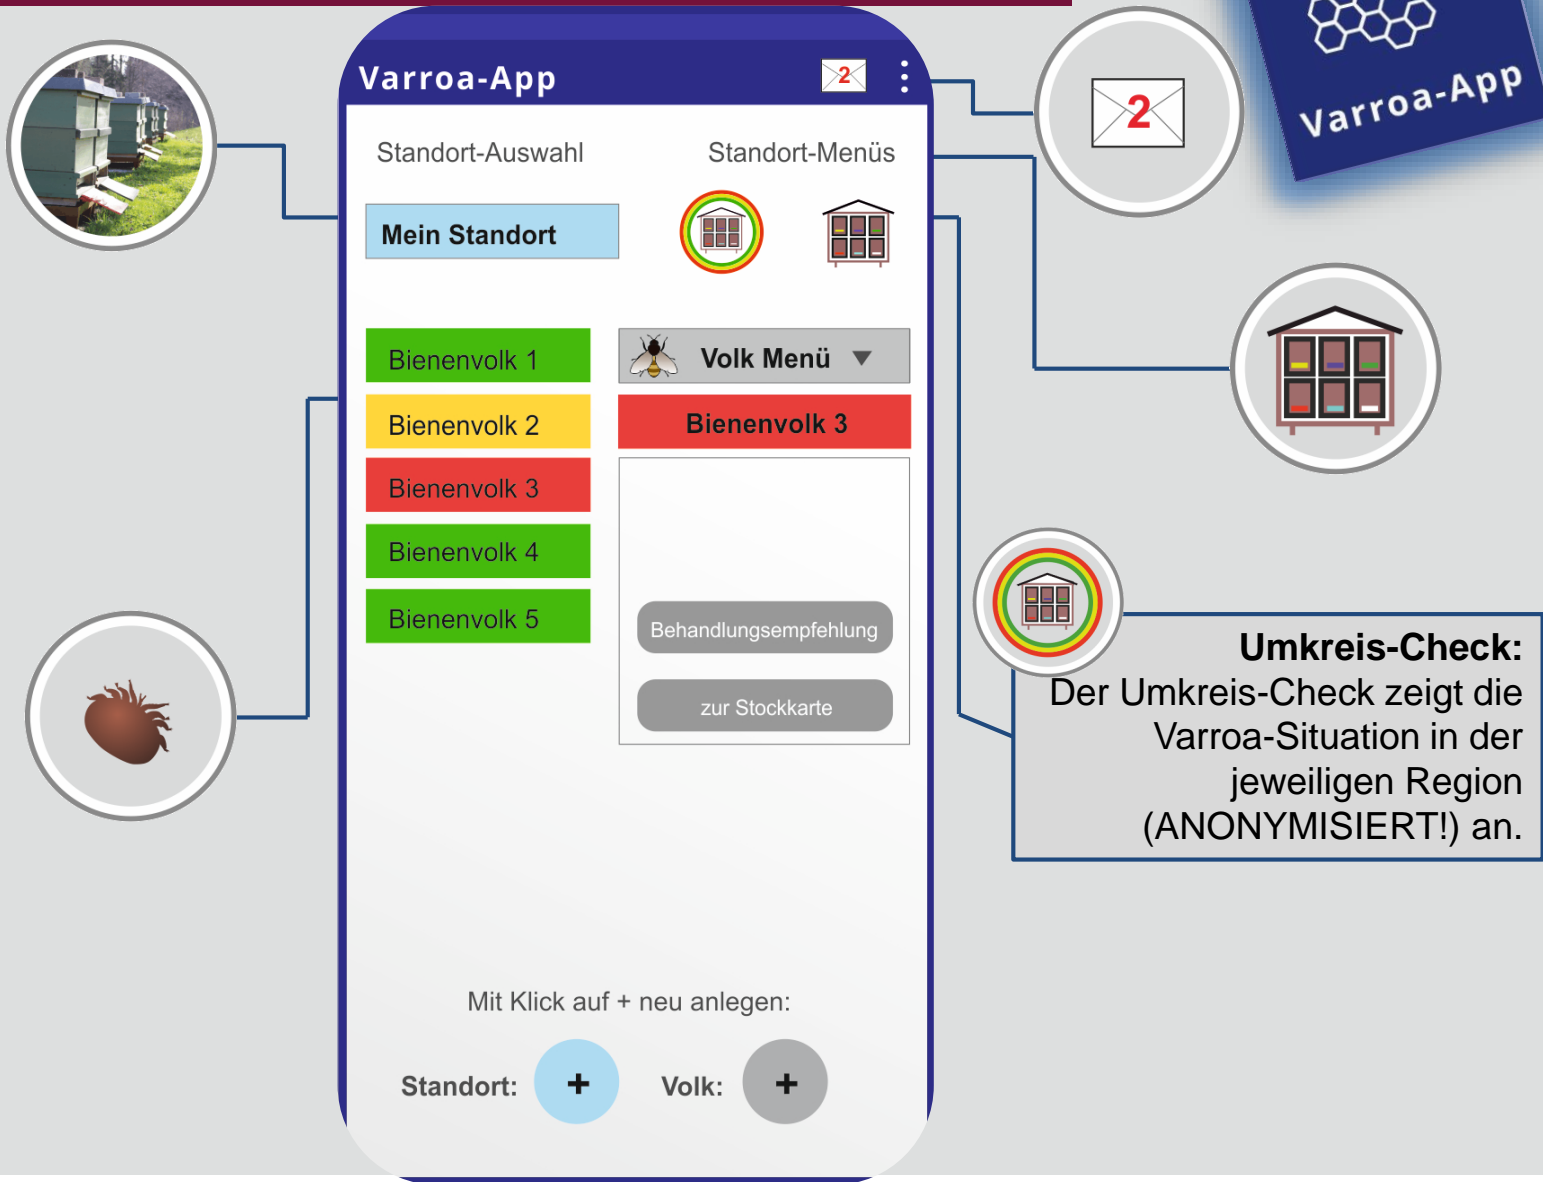 Varroa-App
2
2
Varroa-App
Standort-Auswahl
Standort-Menüs
Mein Standort
Bienenvolk 1
Volk Menü
Bienenvolk 2
Bienenvolk 3
Bienenvolk 3
Bienenvolk 4
Bienenvolk 5
Behandlungsempfehlung
zur Stockkarte
Umkreis-Check:
Der Umkreis-Check zeigt die
Varroa-Situation in der
jeweiligen Region
(ANONYMISIERT!) an.
Mit Klick auf + neu anlegen:
Standort: +
Volk: +